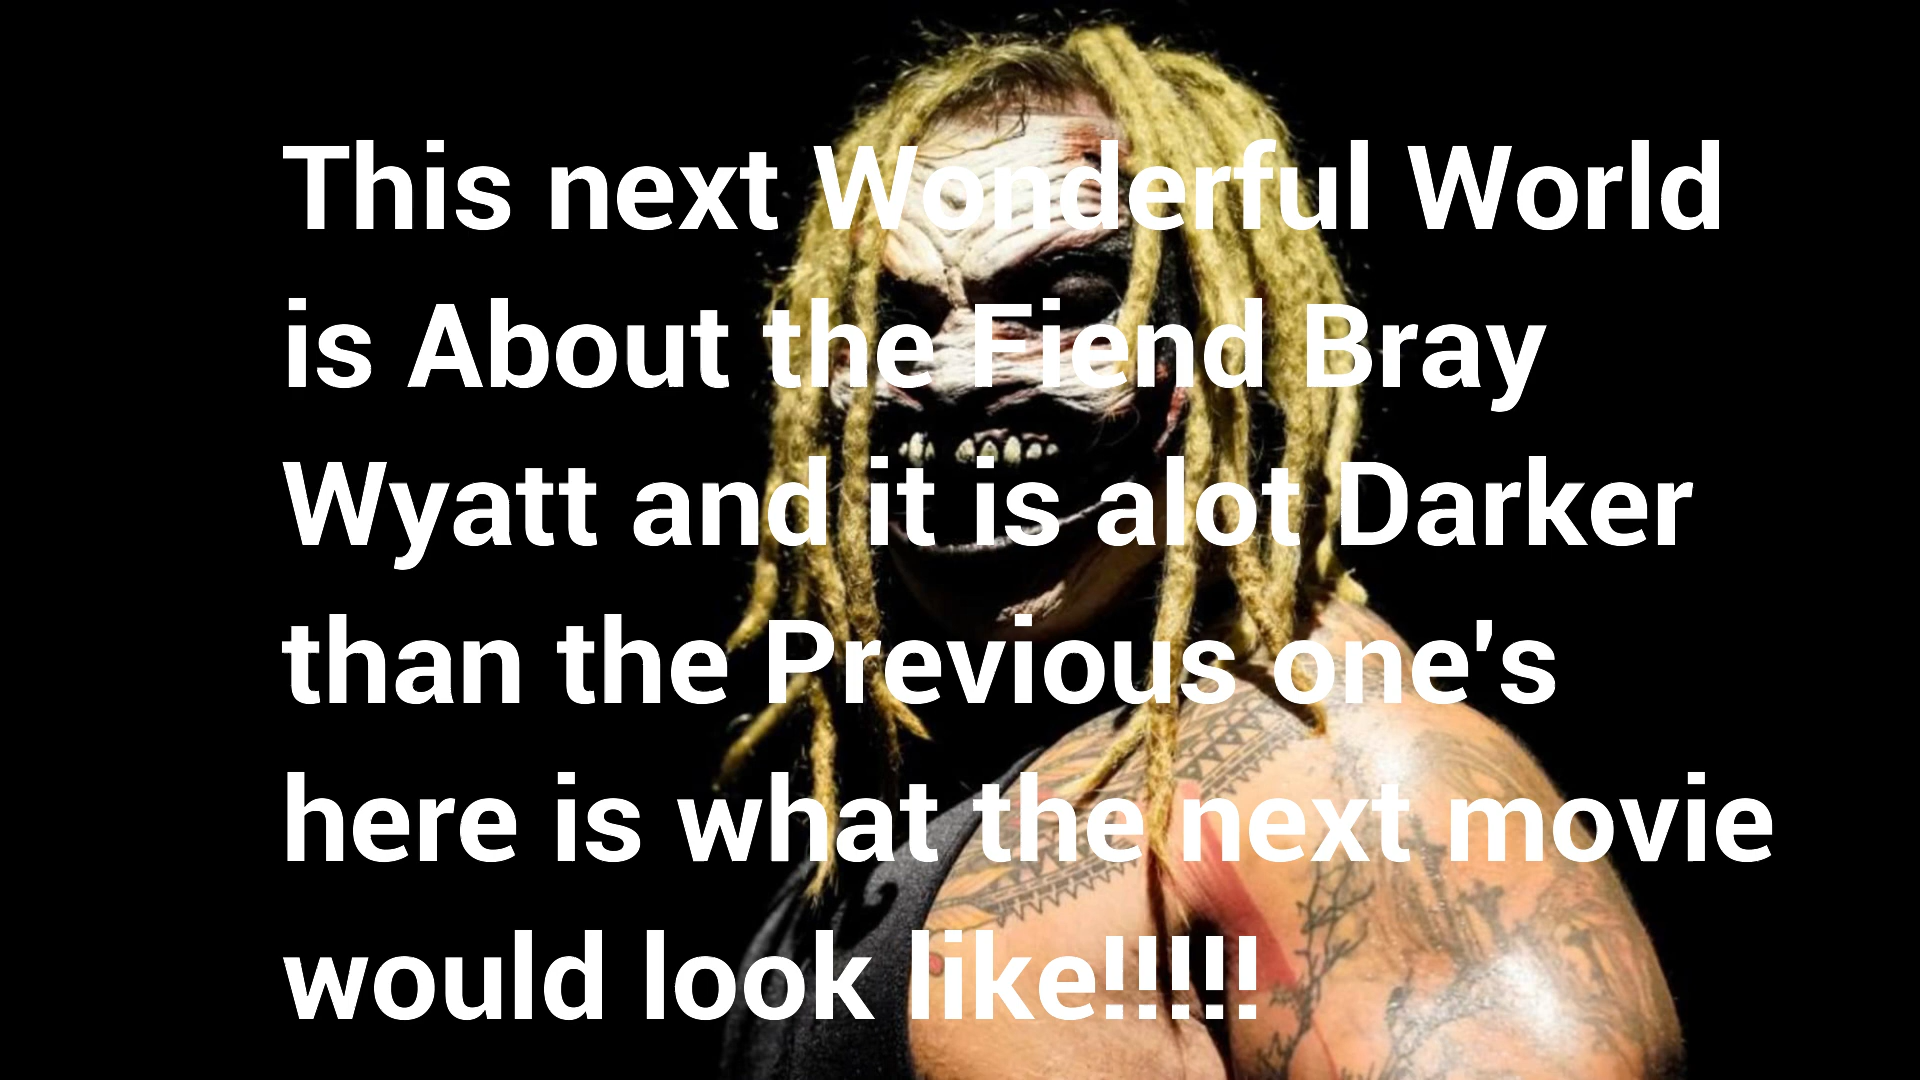 This next Wonderful World
is About the Fiend Bray
Wyatt and it is alot Darker
than the Previous one's
here is what the next movie
would look like!!!!!